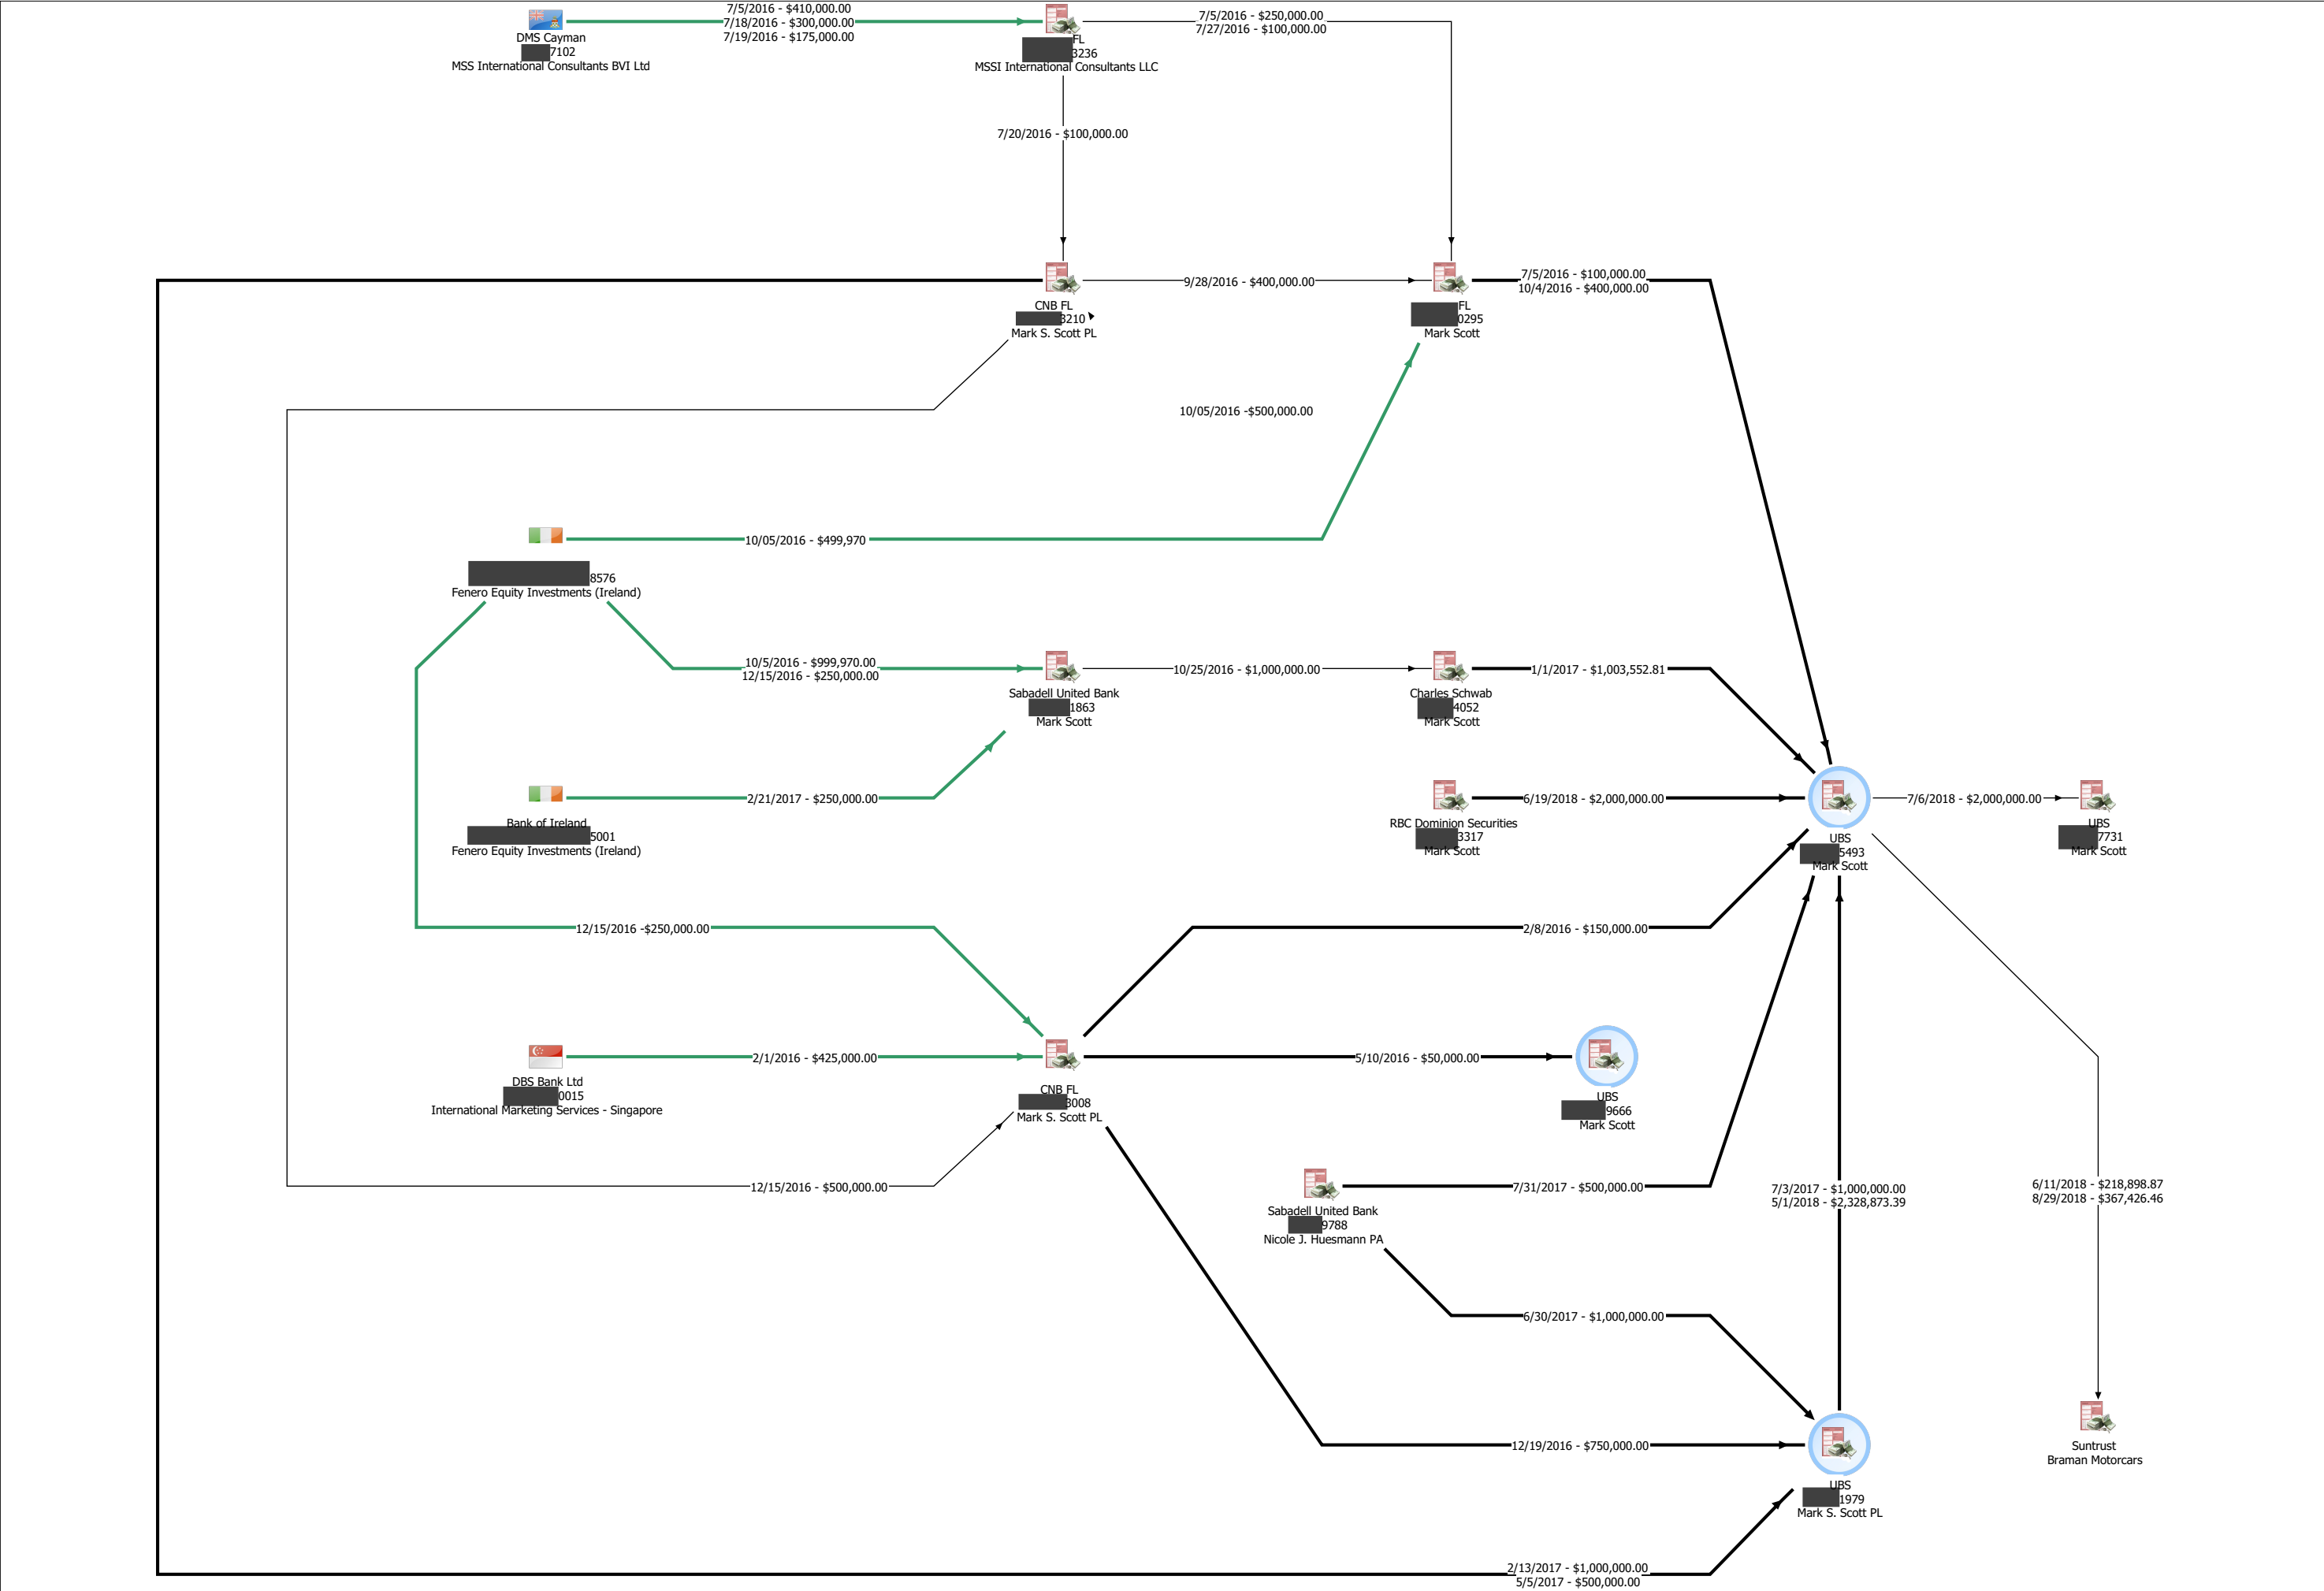 7/5/2016 - $410,000.00
7/18/2016 - $300,000.00
7/19/2016 - $175,000.00
DMS Cayman
7102
MSS International Consultants BVI Ltd
FL
3236
MSSI International Consultants LLC
7/5/2016 - $250,000.00
7/27/2016 - $100,000.00
7/20/2016 - $100,000.00
CNB FL
3210
Mark S. Scott PL
9/28/2016 - $400,000.00
FL
0295
Mark Scott
7/5/2016 - $100,000.00
10/4/2016 - $400,000.00
10/05/2016 -$500,000.00
10/05/2016 - $499,970
8576
Fenero Equity Investments (Ireland)
10/5/2016 - $999,970.00
12/15/2016 - $250,000.00
Sabadell United Bank
1863
Mark Scott
10/25/2016 - $1,000,000.00
Charles Schwab
4052
Mark Scott
1/1/2017 - $1,003,552.81
Bank of Ireland
5001
Fenero Equity Investments (Ireland)
2/21/2017 - $250,000.00
RBC Dominion Securities
3317
Mark Scott
6/19/2018 - $2,000,000.00
UBS
5493
Mark Scott
7/6/2018 - $2,000,000.00
UBS
7731
Mark Scott
12/15/2016 -$250,000.00
2/8/2016 - $150,000.00
DBS Bank Ltd
0015
International Marketing Services - Singapore
2/1/2016 - $425,000.00
CNB FL
3008
Mark S. Scott PL
5/10/2016 - $50,000.00
UBS
9666
Mark Scott
12/15/2016 - $500,000.00
Sabadell United Bank
9788
Nicole J. Huesmann PA
7/31/2017 - $500,000.00
7/3/2017 - $1,000,000.00
5/1/2018 - $2,328,873.39
6/11/2018 - $218,898.87
8/29/2018 - $367,426.46
6/30/2017 - $1,000,000.00
12/19/2016 - $750,000.00
UBS
1979
Mark S. Scott PL
Suntrust
Braman Motorcars
2/13/2017 - $1,000,000.00
5/5/2017 - $500,000.00